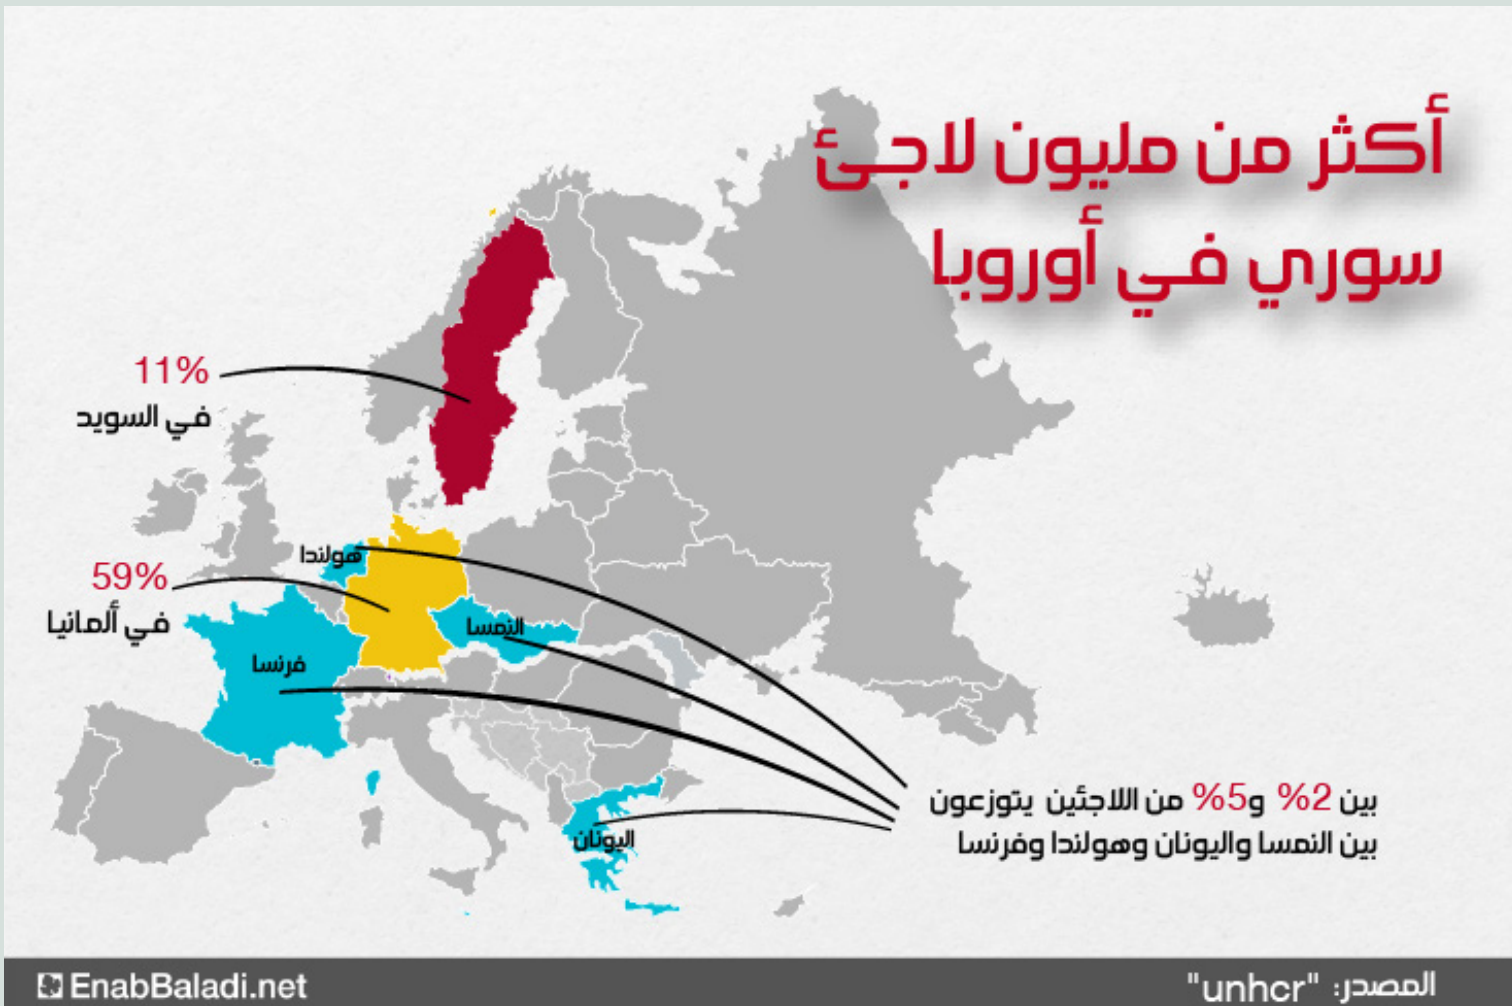 أكثر من مليون لاجئ
سوري في أوروبا
11%
في السويد
هولندا
59%
في ألمانيا
النمسا
فرنسا
بين 2% و5% من اللاجئين يتوزعون
بين النمسا واليونان وهولندا وفرنسا
اليونان
المصدر: "unhcr"
EnabBaladi.net